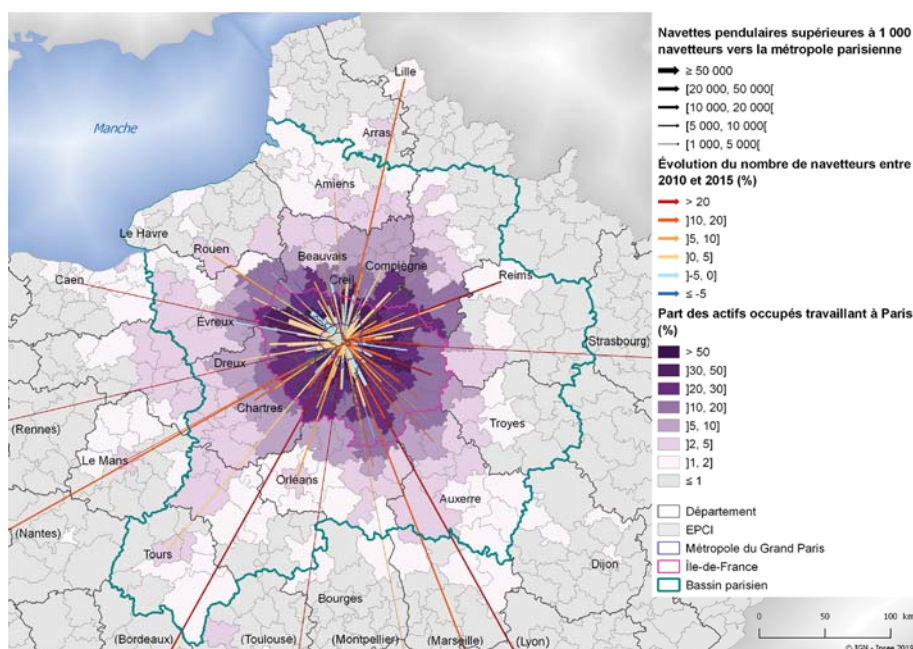 Navettes pendulaires supérieures à 1 000
navetteurs vers la métropole parisienne
≥ 50 000
[20 000, 50 000[
[10 000, 20 000[
[5 000, 10 000[
[1 000, 5 000[
Évolution du nombre de navetteurs entre
2010 et 2015 (%)
> 20
]10, 20]
]5, 10]
]0, 5]
]-5, 0]
≤ -5
Part des actifs occupés travaillant à Paris
(%)
> 50
]30, 50]
]20, 30]
]10, 20]
]5, 10]
]2, 5]
]1, 2]
≤ 1
Département
EPCI
Métropole du Grand Paris
Île-de-France
Bassin parisien
0 50 100 km
© IGN - Insee 2019
Manche
Lille
Arras
Amiens
Le Havre
Rouen
Beauvais
Compiègne
Creil
Reims
Caen
Évreux
(Strasbourg)
Dreux
Chartres
Troyes
(Rennes)
Le Mans
Orléans
Auxerre
(Nantes)
Tours
Dijon
Bourges
(Bordeaux)
(Toulouse)
(Montpellier)
(Marseille)
(Lyon)